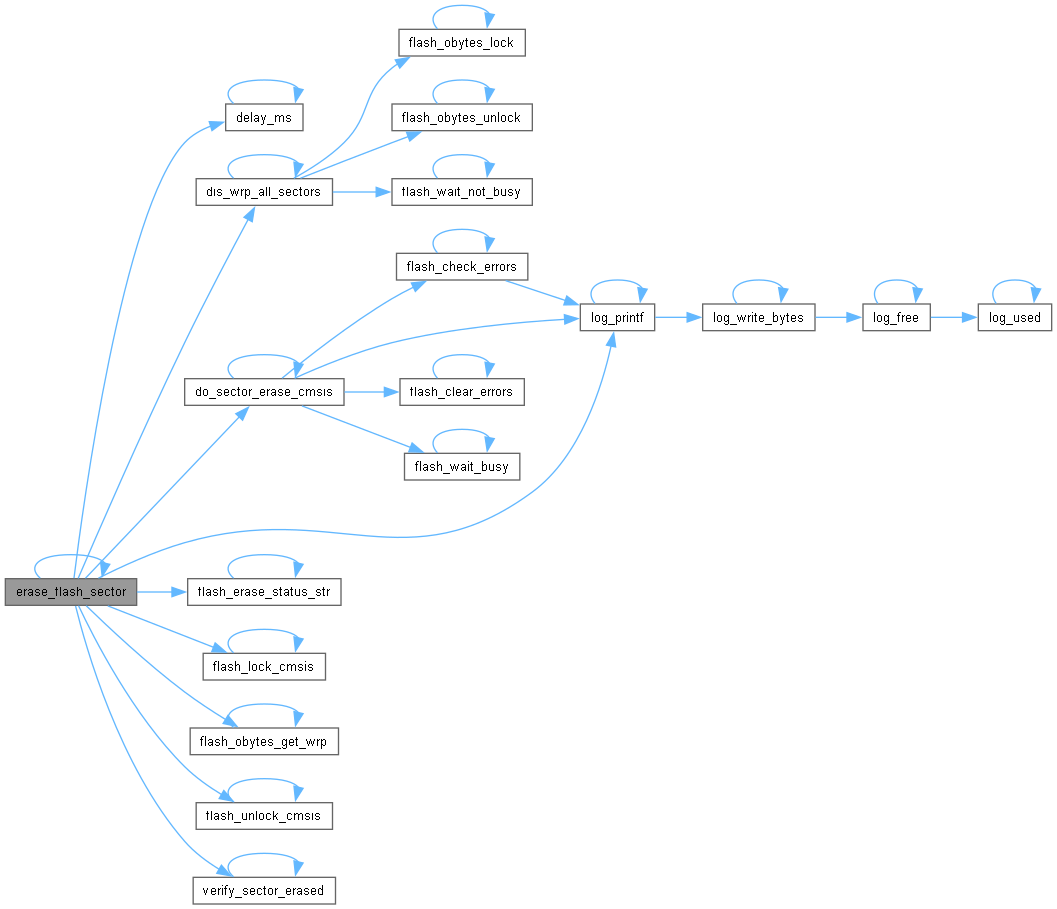 flash_obytes_lock
delay_ms
flash_obytes_unlock
dis_wrp_all_sectors
flash_wait_not_busy
flash_check_errors
log_printf
log_write_bytes
log_free
log_used
do_sector_erase_cmsis
flash_clear_errors
flash_wait_busy
erase_flash_sector
flash_erase_status_str
flash_lock_cmsis
flash_obytes_get_wrp
flash_unlock_cmsis
verify_sector_erased